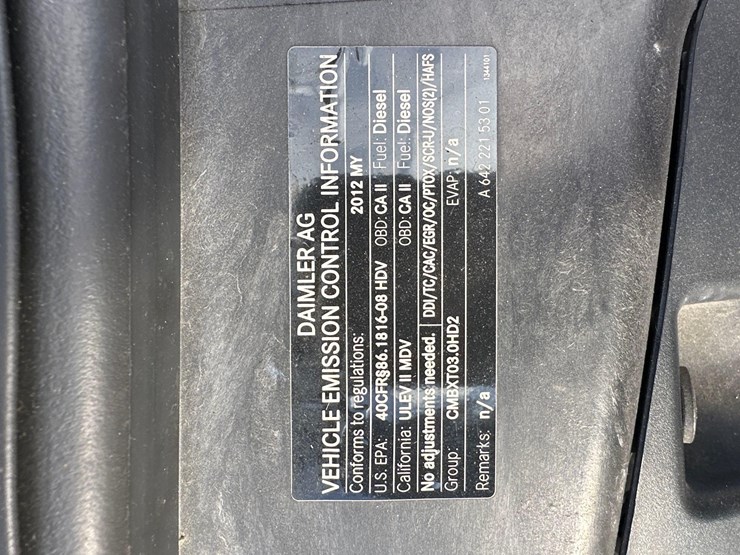 DAIMLER AG
VEHICLE EMISSION CONTROL INFORMATION
Conforms to regulations: 2012 MY
U.S. EPA: 40CFR§86.1816-08 HDV OBD: CA II Fuel: Diesel
California: ULEV II MDV OBD: CA II Fuel: Diesel
No adjustments needed. DDI/TC/CAC/EGR/OC/PTOX/SCR-U/NOS(2)/HAFS
Group: CMBXT03.0HD2 EVAP: n/a
Remarks: n/a A 642 221 53 01 1344101